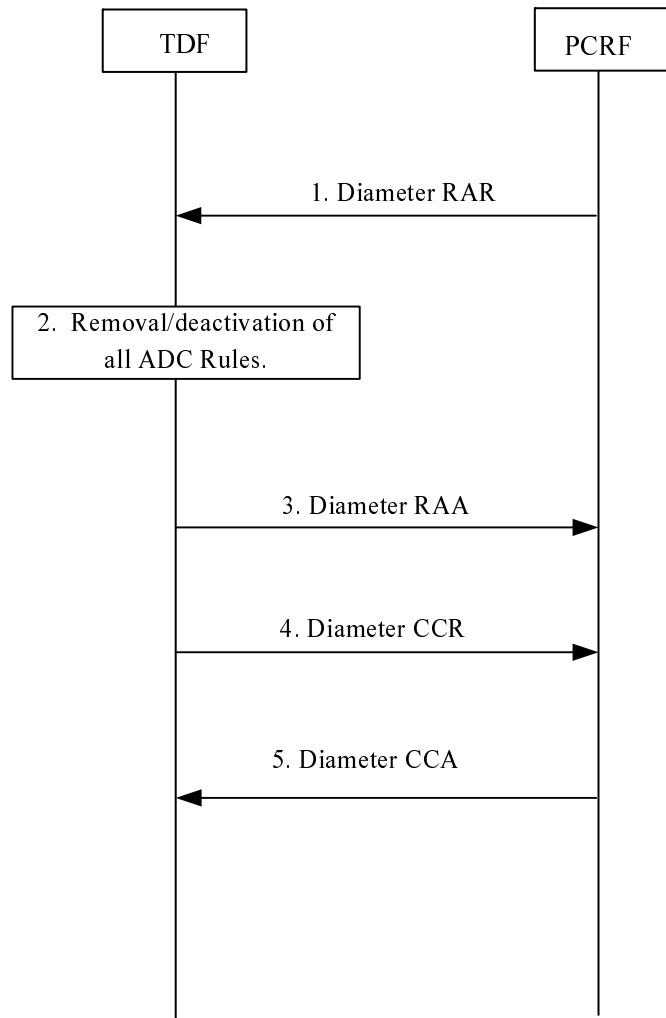 TDF
PCRF
1. Diameter RAR
2. Removal/deactivation of
all ADC Rules.
3. Diameter RAA
4. Diameter CCR
5. Diameter CCA